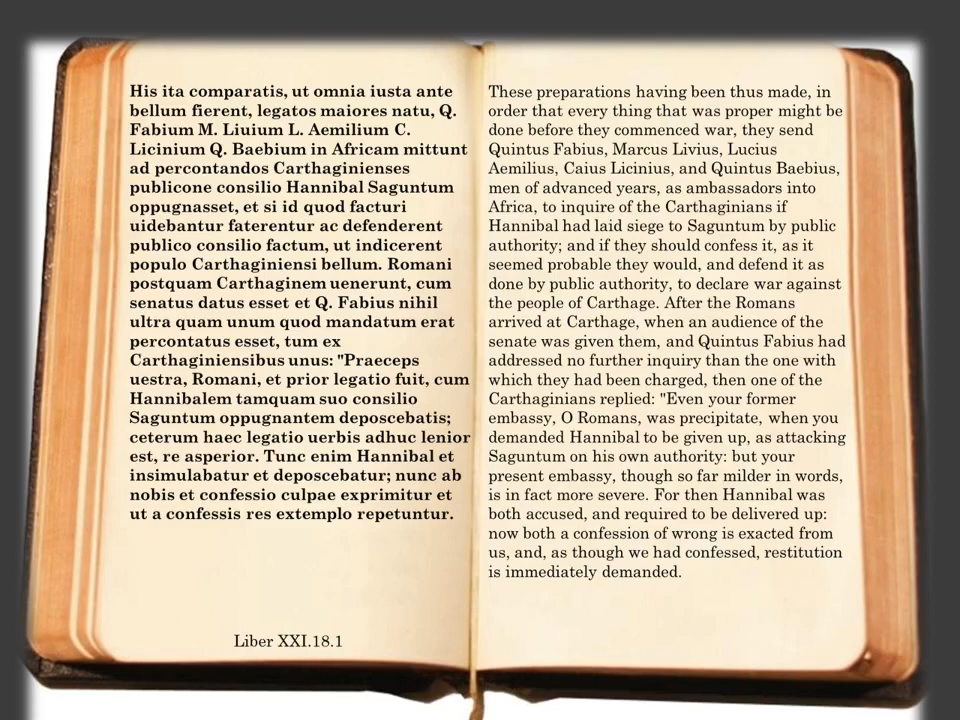 His ita comparatis, ut omnia iusta ante
bellum fierent, legatos maiores natu, Q.
Fabium M. Liuium L. Aemilium C.
Licinium Q. Baebium in Africam mittunt
ad percontandos Carthaginienses
publicone consilio Hannibal Saguntum
oppugnasset, et si id quod facturi
uidebantur faterentur ac defenderent
publico consilio factum, ut indicerent
populo Carthaginiensi bellum. Romani
postquam Carthaginem uenerunt, cum
senatus datus esset et Q. Fabius nihil
ultra quam unum quod mandatum erat
percontatus esset, tum ex
Carthaginiensibus unus: "Praeceps
uestra, Romani, et prior legatio fuit, cum
Hannibalem tamquam suo consilio
Saguntum oppugnantem deposcebatis;
ceterum haec legatio uerbis adhuc lenior
est, re asperior. Tunc enim Hannibal et
insimulabatur et deposcebatur; nunc ab
nobis et confessio culpae exprimitur et
ut a confessis res extemplo repetuntur.
Liber XXI.18.1
These preparations having been thus made, in
order that every thing that was proper might be
done before they commenced war, they send
Quintus Fabius, Marcus Livius, Lucius
Aemilius, Caius Licinius, and Quintus Baebius,
men of advanced years, as ambassadors into
Africa, to inquire of the Carthaginians if
Hannibal had laid siege to Saguntum by public
authority; and if they should confess it, as it
seemed probable they would, and defend it as
done by public authority, to declare war against
the people of Carthage. After the Romans
arrived at Carthage, when an audience of the
senate was given them, and Quintus Fabius had
addressed no further inquiry than the one with
which they had been charged, then one of the
Carthaginians replied: "Even your former
embassy, O Romans, was precipitate, when you
demanded Hannibal to be given up, as attacking
Saguntum on his own authority: but your
present embassy, though so far milder in words,
is in fact more severe. For then Hannibal was
both accused, and required to be delivered up:
now both a confession of wrong is exacted from
us, and, as though we had confessed, restitution
is immediately demanded.